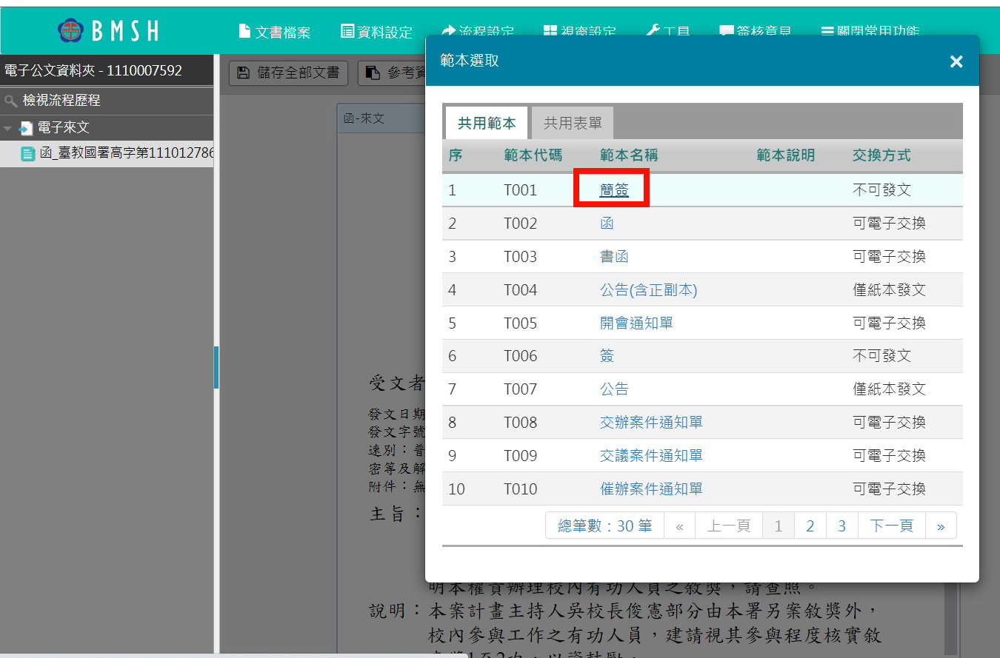 BMSH
文書檔案 資料設定 流程設定 視窗設定 工具 簽核意見 關閉常用功能
電子公文資料夾 - 1110007592
檢視流程歷程
電子來文
函_臺教國署高字第111012786
儲存全部文書 參考資
函-來文
受文者
發文日期
發文字號
速別：普
密等及解
附件：無
主旨：
明本權責辦理校內有功人員之敘獎，請查照。
說明：本案計畫主持人吳校長俊憲部分由本署另案敘獎外，
校內參與工作之有功人員，建請視其參與程度核實敘
範本選取 ×
共用範本 共用表單
序 範本代碼 範本名稱 範本說明 交換方式
1 T001 簡簽 不可發文
2 T002 函 可電子交換
3 T003 書函 可電子交換
4 T004 公告(含正副本) 僅紙本發文
5 T005 開會通知單 可電子交換
6 T006 簽 不可發文
7 T007 公告 僅紙本發文
8 T008 交辦案件通知單 可電子交換
9 T009 交議案件通知單 可電子交換
10 T010 催辦案件通知單 可電子交換
總筆數：30 筆 « 上一頁 1 2 3 下一頁 »